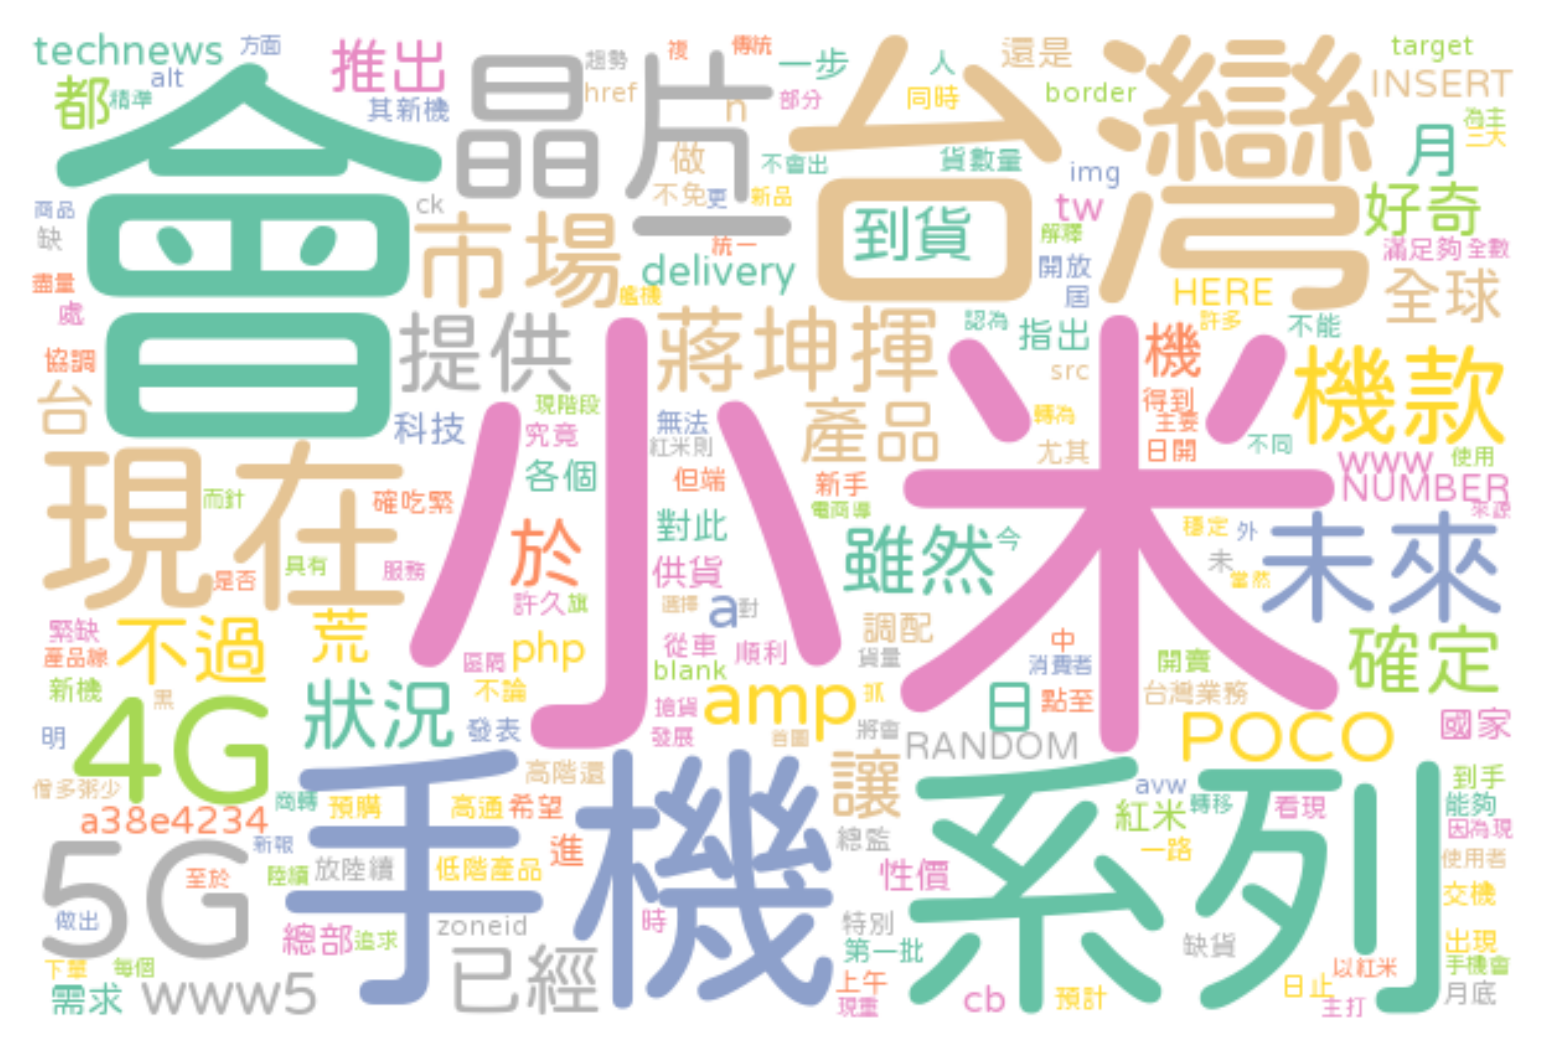 technews
方面
alt
都
精準
推出
其新機
會
晶片
趨勢
href
複
傳統
n
一步
部分
人
同時
還是
台灣
border
target
INSERT
為主
三大
月
做
不會出
貨數量
img
不免
更
新品
ck
商品
缺
盡量
處
市場
統一
delivery
艦機
到貨
tw
解釋
開放
屆
好奇
滿足夠
全數
HERE
全球
提供
小米
蔣坤揮
認為
指出
機
許多
不能
src
機款
協調
台
科技
現階段
究竟
無法
紅米則
產品
轉為
尤其
得到
主要
日開
不同
www
使用
NUMBER
來源
現在
而針
確吃緊
各個
但端
新手
電商導
對此
雖然
今
穩定
外
未
當然
未來
是否
具有
服務
於
供貨
許久
旗
選擇
a
對
緊缺
產品線
新機
不過
荒
區隔
php
從車
順利
blank
調配
貨量
中
消費者
開賣
確定
黑
4G
明
狀況
不論
發表
搶貨
發展
amp
抓
將會
首圖
日
點至
台灣業務
RANDOM
POCO
國家
僧多粥少
a38e4234
商轉
預購
高階還
高通
希望
手機
讓
系列
avw
轉移
紅米
一路
看現
到手
能夠
因為現
使用者
5G
新報
至於
陸續
放陸續
低階產品
進
總監
性價
交機
做出
總部
追求
zoneid
時
特別
第一批
缺貨
出現
手機會
下單
每個
需求
www5
已經
上午
現重
cb
預計
日止
以紅米
主打
月底